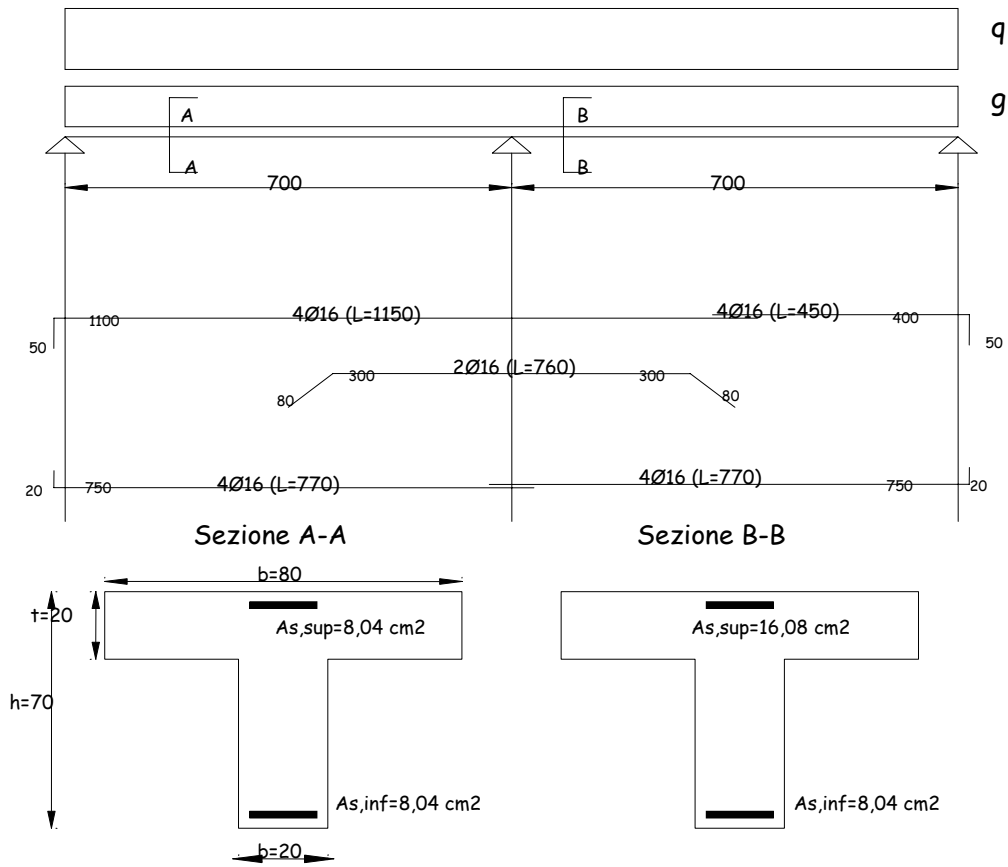 q
g
A
B
A
B
700
700
4Ø16 (L=1150)
4Ø16 (L=450)
1100
400
50
50
2Ø16 (L=760)
300
300
80
80
4Ø16 (L=770)
4Ø16 (L=770)
20
750
750
20
Sezione A-A
Sezione B-B
b=80
t=20
As,sup=8,04 cm2
As,sup=16,08 cm2
h=70
As,inf=8,04 cm2
As,inf=8,04 cm2
b=20